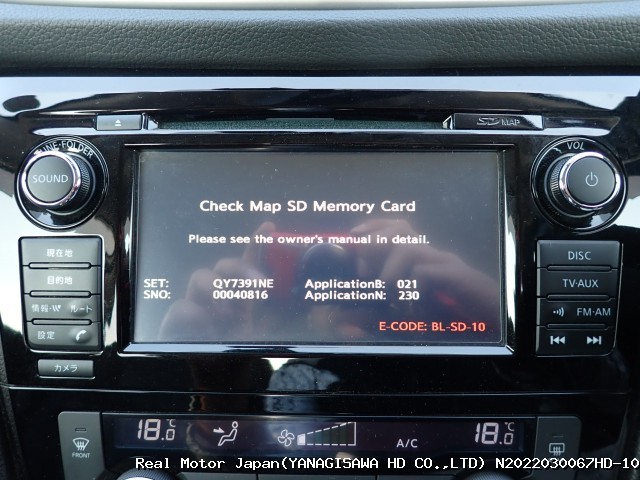 SD MAP
TUNE·FOLDER
VOL
SOUND
Check Map SD Memory Card
Please see the owner's manual in detail.
SET: QY7391NE ApplicationB: 021
SNO: 00040816 ApplicationN: 230
E-CODE: BL-SD-10
現在地
目的地
情報・VI ルート
設定
カメラ
DISC
TV·AUX
FM·AM
FRONT
18.0 °C
A/C
18.0 °C
Real Motor Japan(YANAGISAWA HD CO.,LTD) N2022030067HD-10